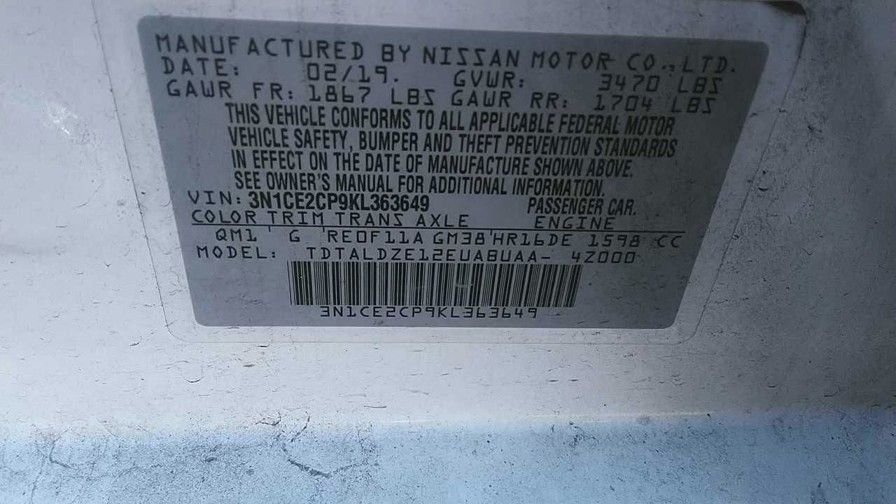 MANUFACTURED BY NISSAN MOTOR CO., LTD.
DATE: 02/19. GVWR: 3470 LBS
GAWR FR: 1867 LBS GAWR RR: 1704 LBS
THIS VEHICLE CONFORMS TO ALL APPLICABLE FEDERAL MOTOR
VEHICLE SAFETY, BUMPER AND THEFT PREVENTION STANDARDS
IN EFFECT ON THE DATE OF MANUFACTURE SHOWN ABOVE.
SEE OWNER'S MANUAL FOR ADDITIONAL INFORMATION.
VIN: 3N1CE2CP9KL363649 PASSENGER CAR.
COLOR TRIM TRANS AXLE ENGINE
QM1 G RE0F11A GM38 HR16DE 1598 CC
MODEL: TDTALDZE12EUABUAA- 4Z000
3N1CE2CP9KL363649